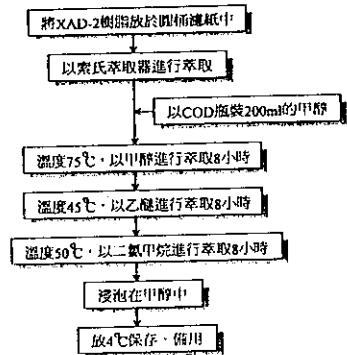 將XAD-2樹脂放於圓桶濾紙中
以索氏萃取器進行萃取
以COD瓶裝200ml的甲醇
溫度75℃，以甲醇進行萃取8小時
溫度45℃，以乙醚進行萃取8小時
溫度50℃，以二氯甲烷進行萃取8小時
浸泡在甲醇中
放4℃保存，備用